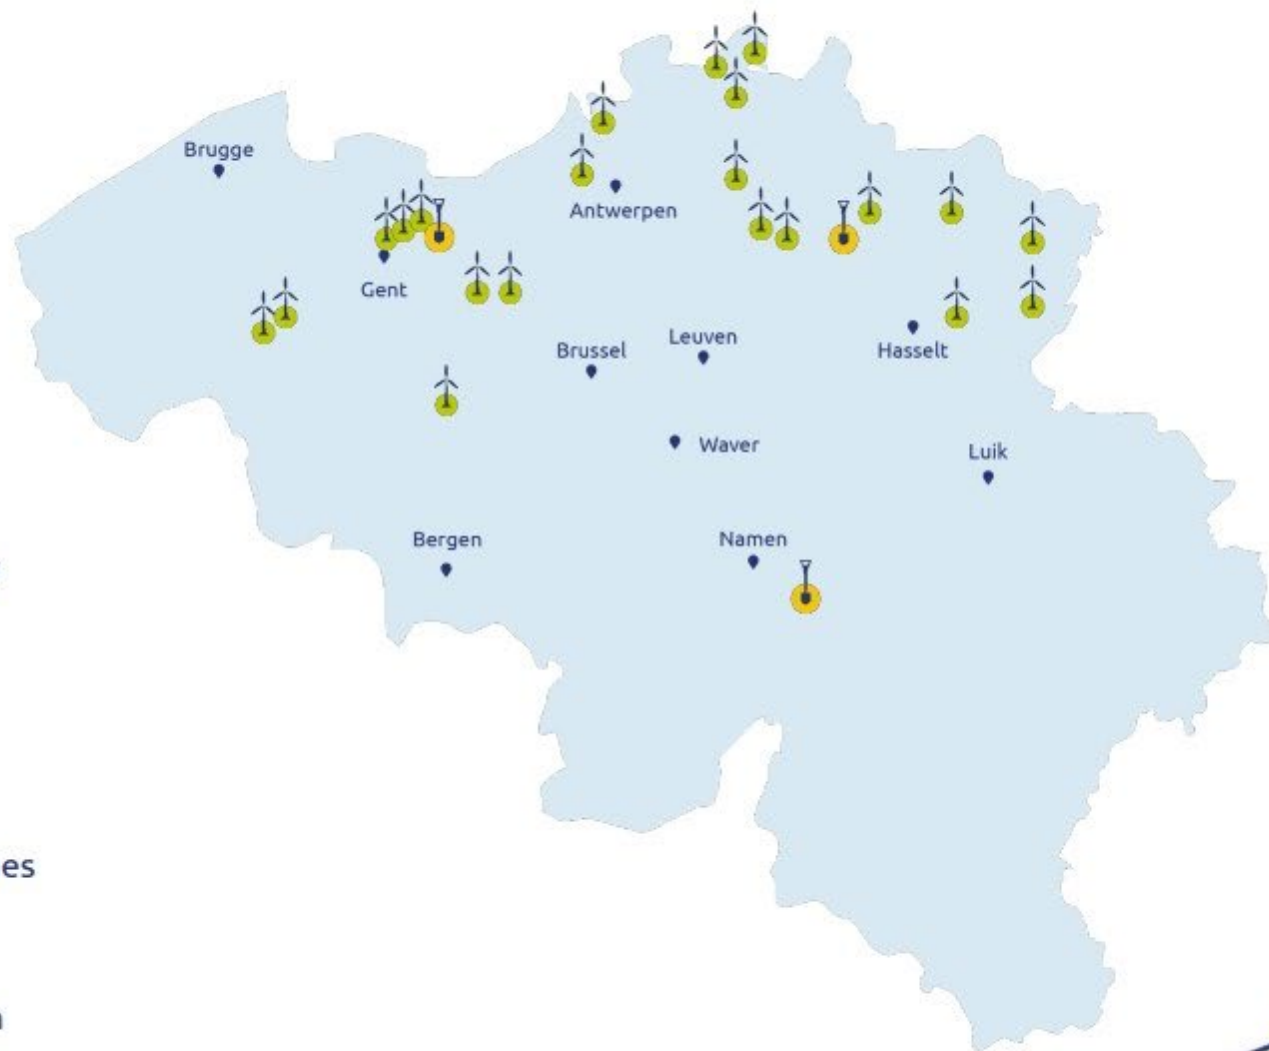 Brugge
Antwerpen
Gent
Brussel
Leuven
Hasselt
Waver
Luik
Bergen
Namen
es